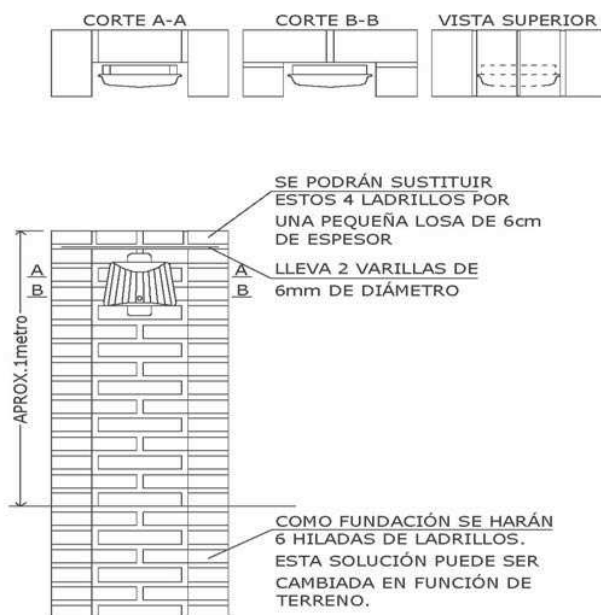 CORTE A-A
CORTE B-B
VISTA SUPERIOR
SE PODRÁN SUSTITUIR
ESTOS 4 LADRILLOS POR
UNA PEQUEÑA LOSA DE 6cm
DE ESPESOR
A
A
LLEVA 2 VARILLAS DE
B
B
6mm DE DIÁMETRO
APROX.1metro
COMO FUNDACIÓN SE HARÁN
6 HILADAS DE LADRILLOS.
ESTA SOLUCIÓN PUEDE SER
CAMBIADA EN FUNCIÓN DE
TERRENO.